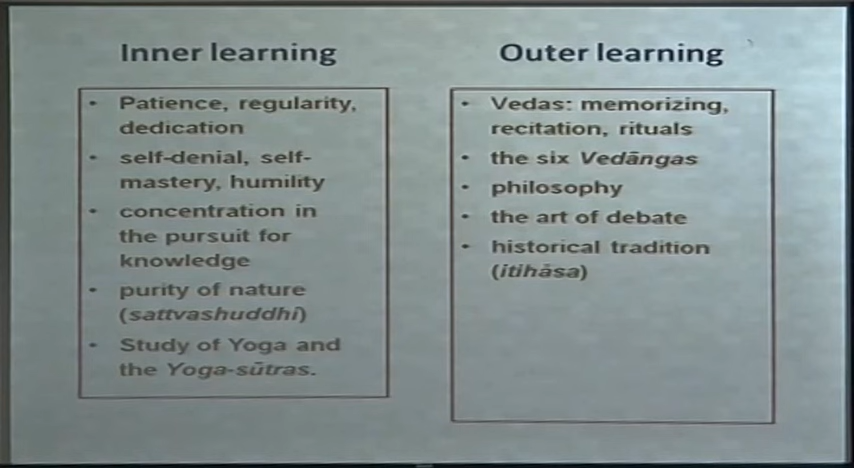 Inner learning
• Patience, regularity,
dedication
• self-denial, self-
mastery, humility
• concentration in
the pursuit for
knowledge
• purity of nature
(sattvashuddhi)
• Study of Yoga and
the Yoga-sūtras.
Outer learning
• Vedas: memorizing,
recitation, rituals
• the six Vedāngas
• philosophy
• the art of debate
• historical tradition
(itihāsa)